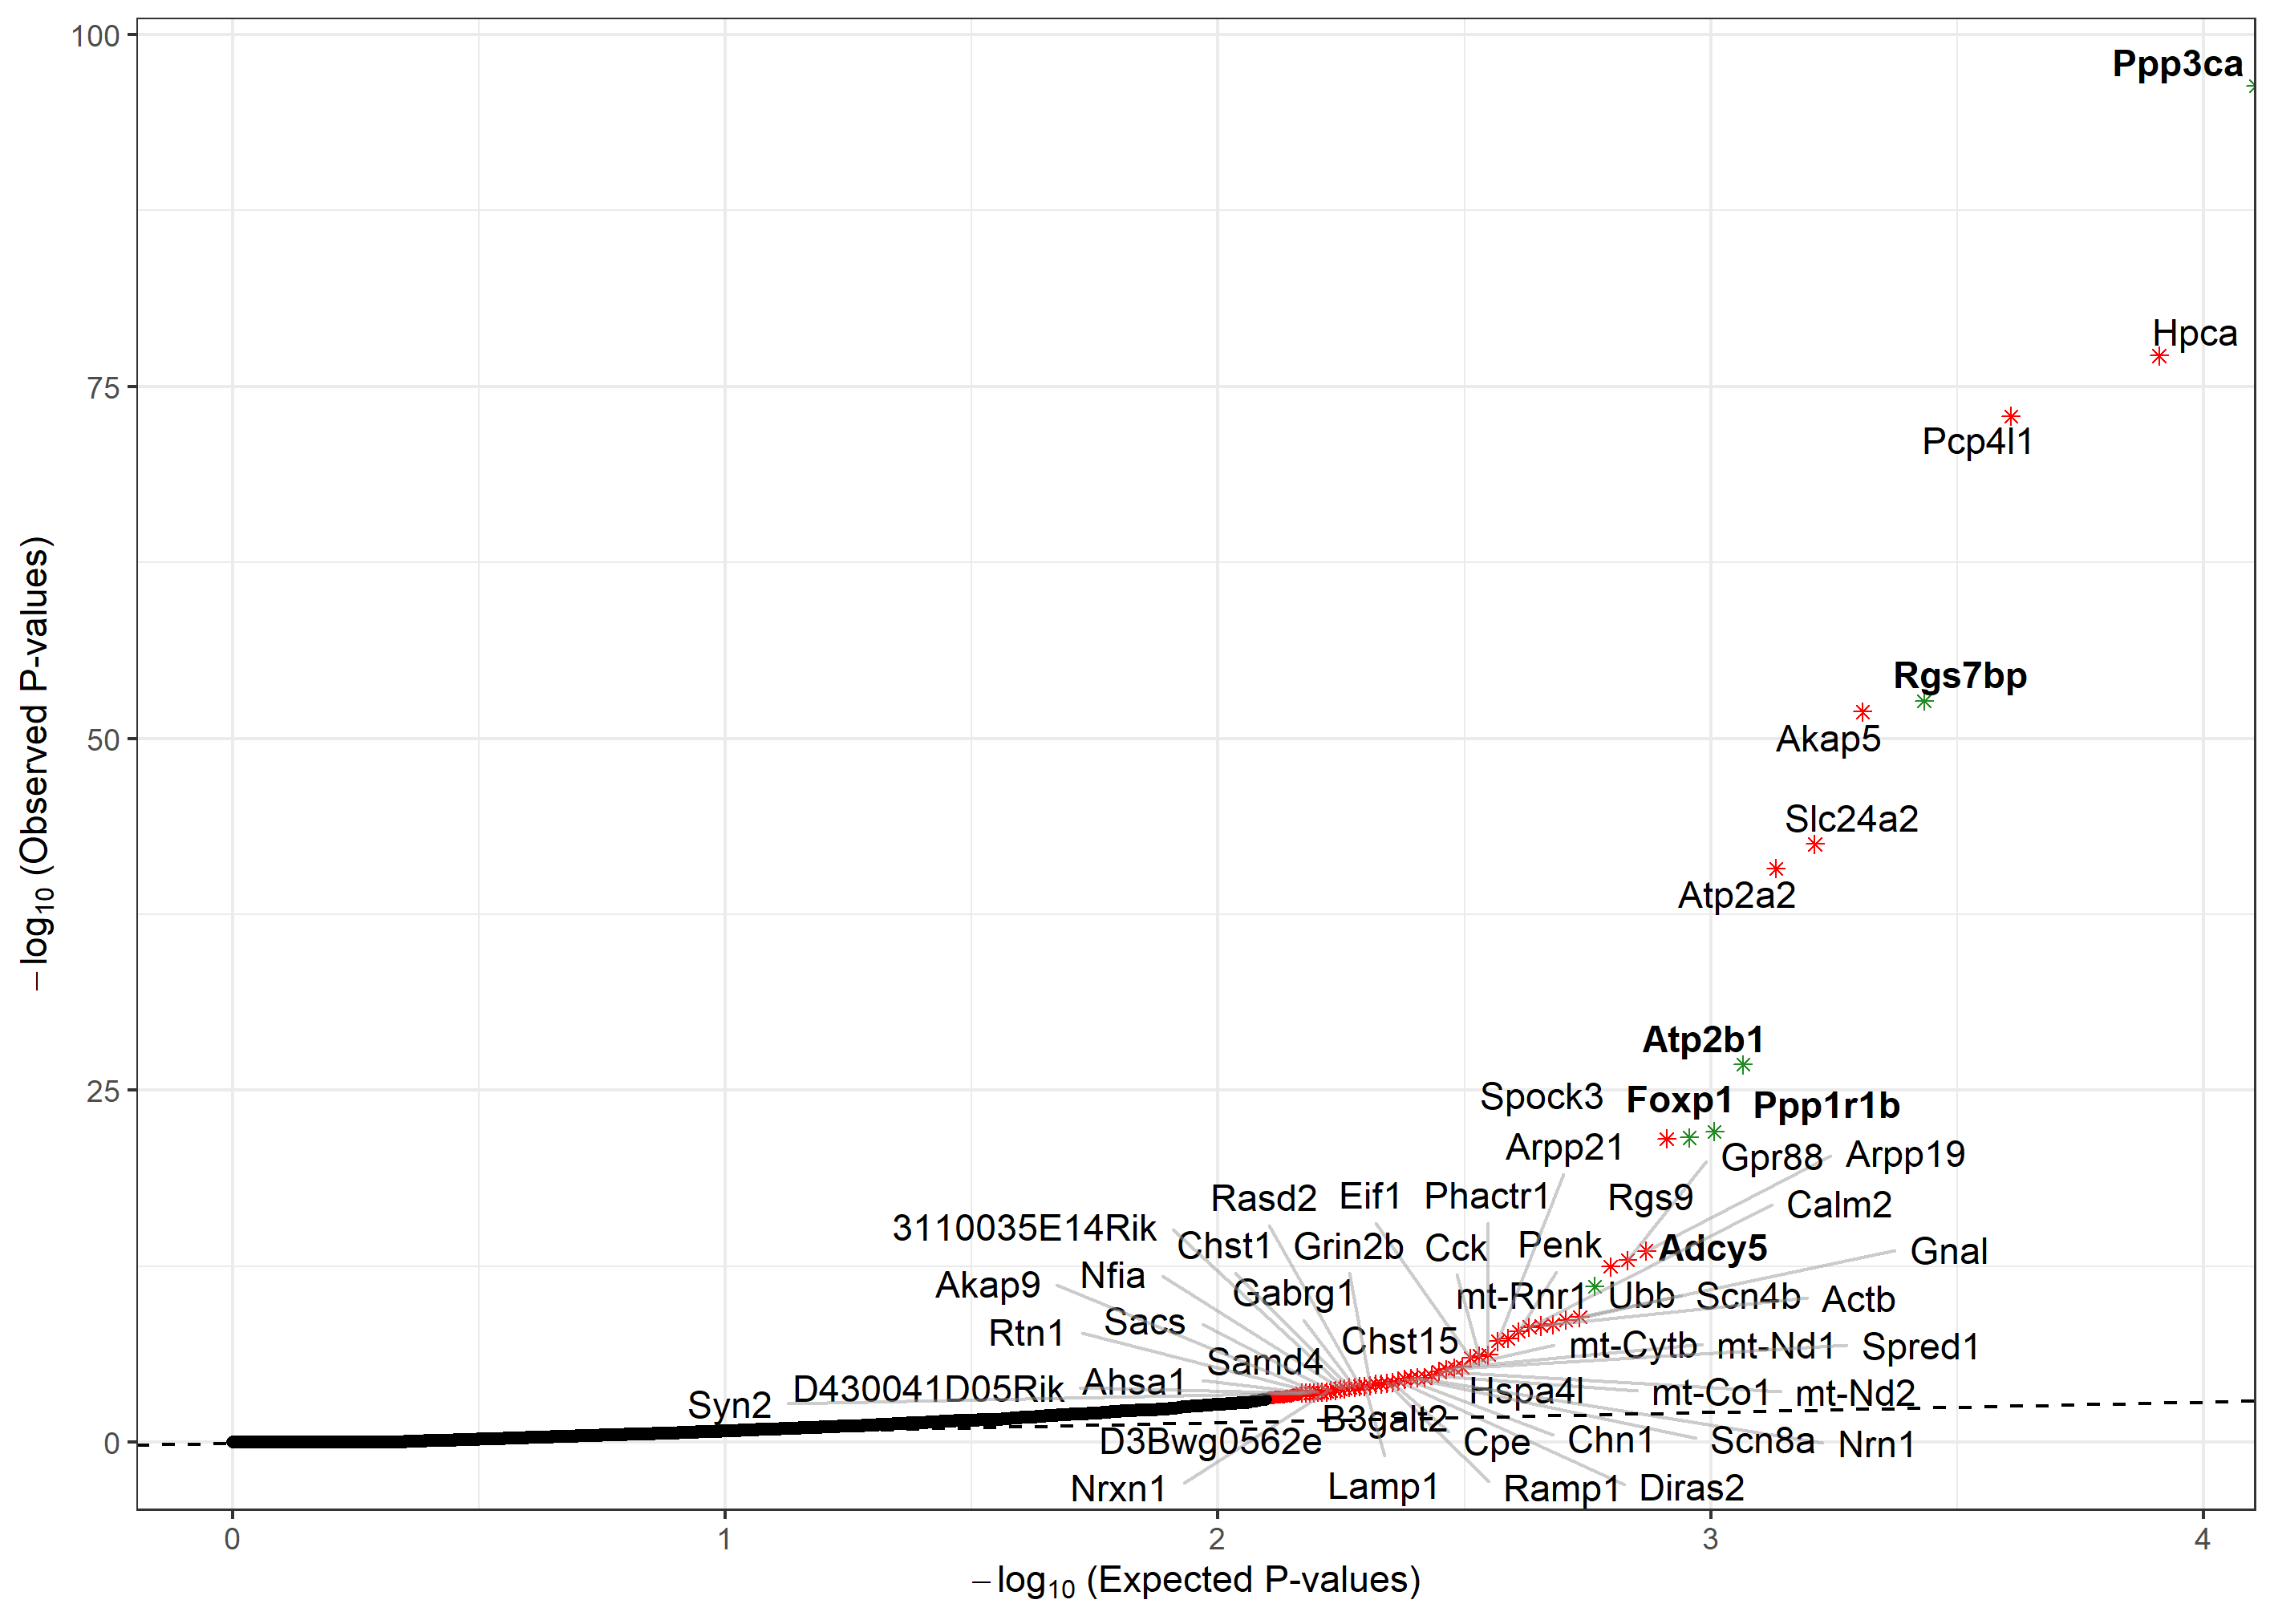 100
Ppp3ca
Hpca
75
Pcp4l1
Rgs7bp
50
Akap5
Slc24a2
Atp2a2
Atp2b1
25
Spock3
Foxp1
Ppp1r1b
Arpp21
Gpr88
Arpp19
Rasd2
Eif1
Phactr1
Rgs9
Calm2
3110035E14Rik
Chst1
Grin2b
Cck
Penk
Adcy5
Gnal
Akap9
Nfia
Gabrg1
mt-Rnr1
Ubb
Scn4b
Actb
Rtn1
Sacs
Chst15
mt-Cytb
mt-Nd1
Spred1
Samd4
Syn2
D430041D05Rik
Ahsa1
Hspa4l
mt-Co1
mt-Nd2
B3galt2
0
D3Bwg0562e
Cpe
Chn1
Scn8a
Nrn1
Nrxn1
Lamp1
Ramp1
Diras2
0
1
2
3
4
−log10 (Expected P-values)
−log10 (Observed P-values)